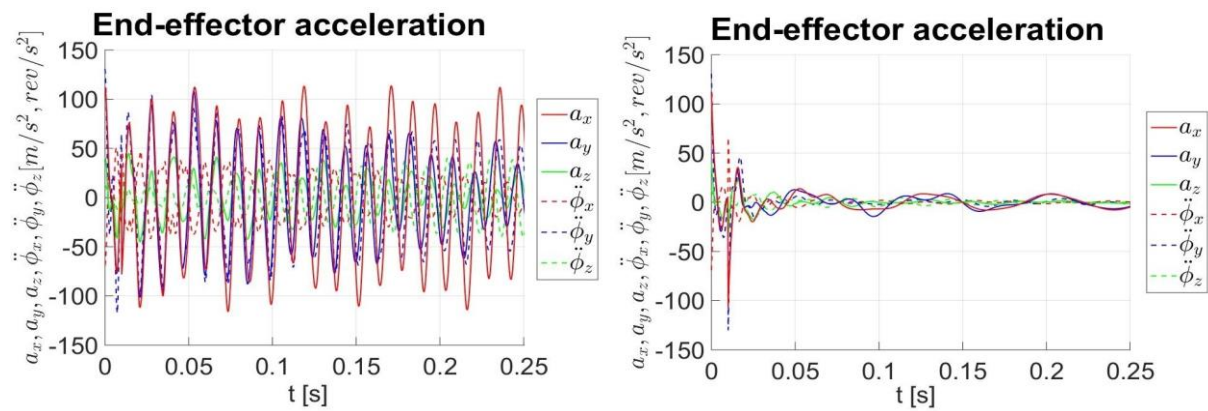 End-effector acceleration
a_x, a_y, a_z, φ̈_x, φ̈_y, φ̈_z [m/s², rev/s²]
150
100
50
0
-50
-100
-150
0
0.05
0.1
0.15
0.2
0.25
t [s]
a_x
a_y
a_z
φ̈_x
φ̈_y
φ̈_z
End-effector acceleration
a_x, a_y, a_z, φ̈_x, φ̈_y, φ̈_z [m/s², rev/s²]
150
100
50
0
-50
-100
-150
0
0.05
0.1
0.15
0.2
0.25
t [s]
a_x
a_y
a_z
φ̈_x
φ̈_y
φ̈_z